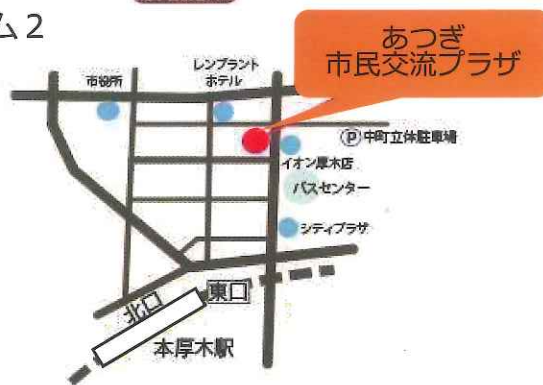 ム2
あつぎ
市民交流プラザ
市役所
レンブラント
ホテル
Ⓟ中町立体駐車場
イオン厚木店
バスセンター
シティプラザ
東口
北口
本厚木駅